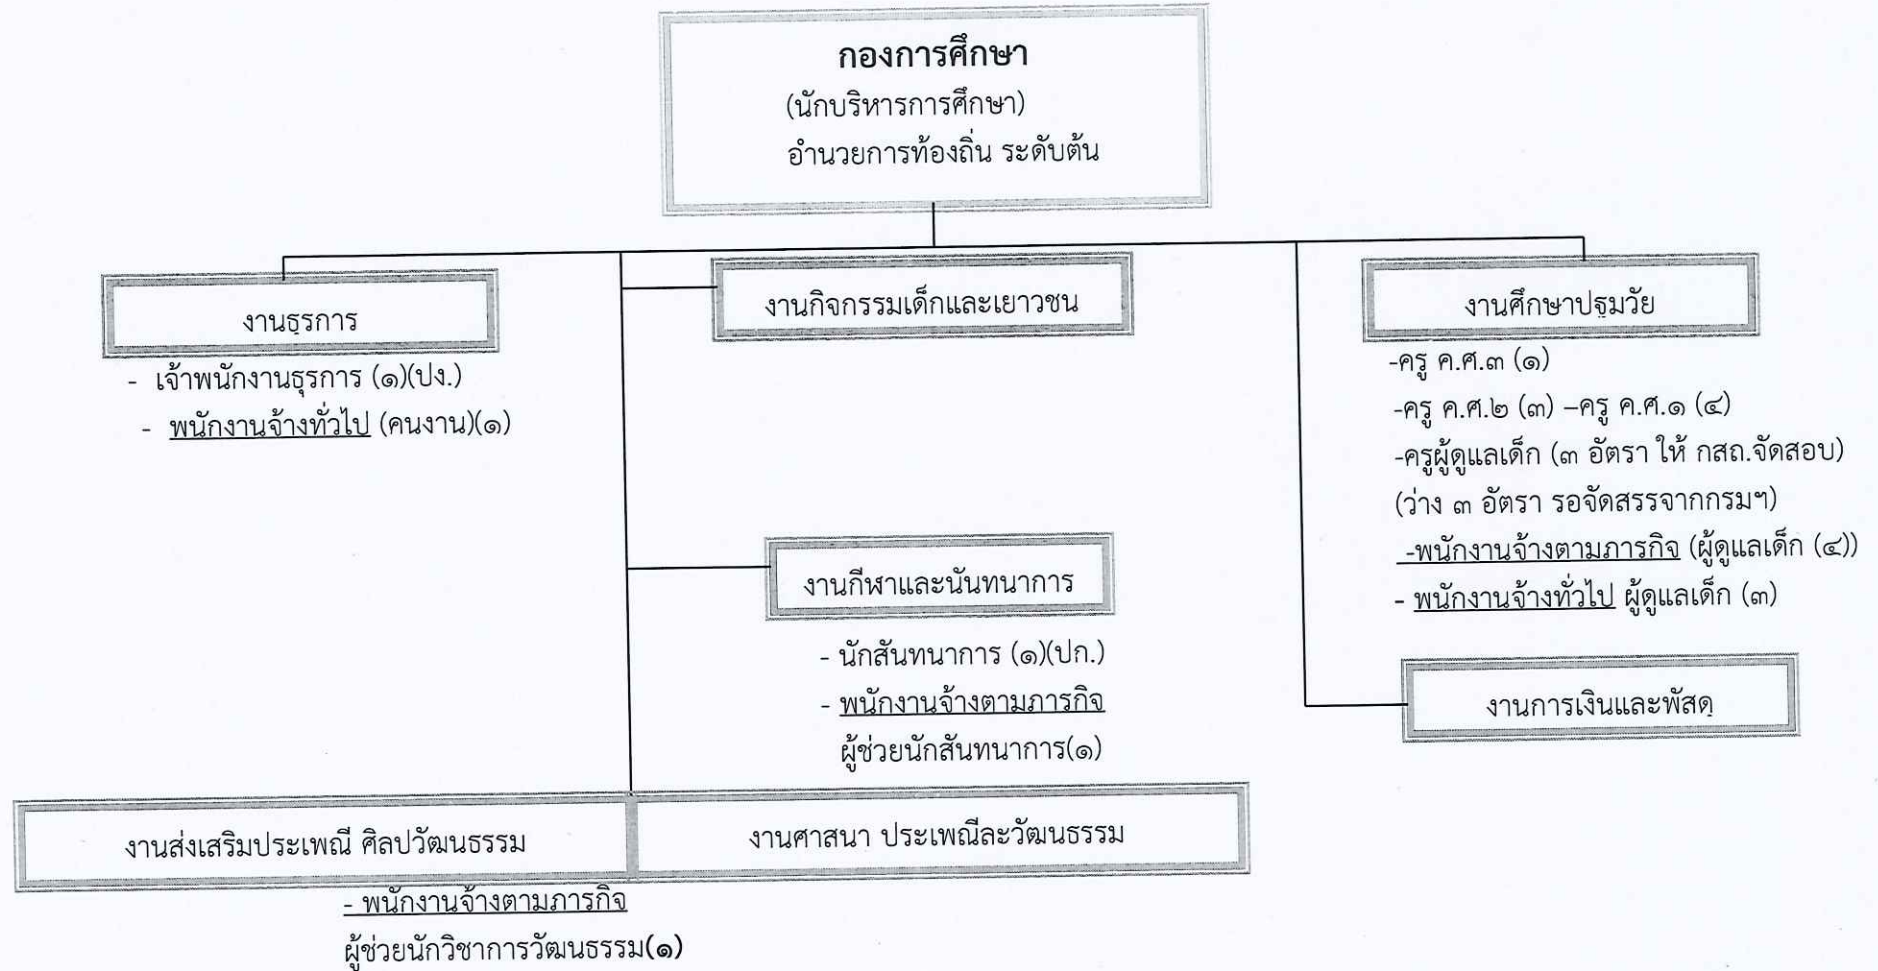 กองการศึกษา
(นักบริหารการศึกษา)
อำนวยการท้องถิ่น ระดับต้น
งานธุรการ
- เจ้าพนักงานธุรการ (๑)(ปง.)
- พนักงานจ้างทั่วไป (คนงาน)(๑)
งานกิจกรรมเด็กและเยาวชน
งานกีฬาและนันทนาการ
- นักสันทนาการ (๑)(ปก.)
- พนักงานจ้างตามภารกิจ
ผู้ช่วยนักสันทนาการ(๑)
งานศึกษาปฐมวัย
-ครู ค.ศ.๓ (๑)
-ครู ค.ศ.๒ (๓) –ครู ค.ศ.๑ (๔)
-ครูผู้ดูแลเด็ก (๓ อัตรา ให้ กสถ.จัดสอบ)
(ว่าง ๓ อัตรา รอจัดสรรจากกรมฯ)
-พนักงานจ้างตามภารกิจ (ผู้ดูแลเด็ก (๔))
- พนักงานจ้างทั่วไป ผู้ดูแลเด็ก (๓)
งานการเงินและพัสดุ
งานส่งเสริมประเพณี ศิลปวัฒนธรรม
งานศาสนา ประเพณีละวัฒนธรรม
- พนักงานจ้างตามภารกิจ
ผู้ช่วยนักวิชาการวัฒนธรรม(๑)